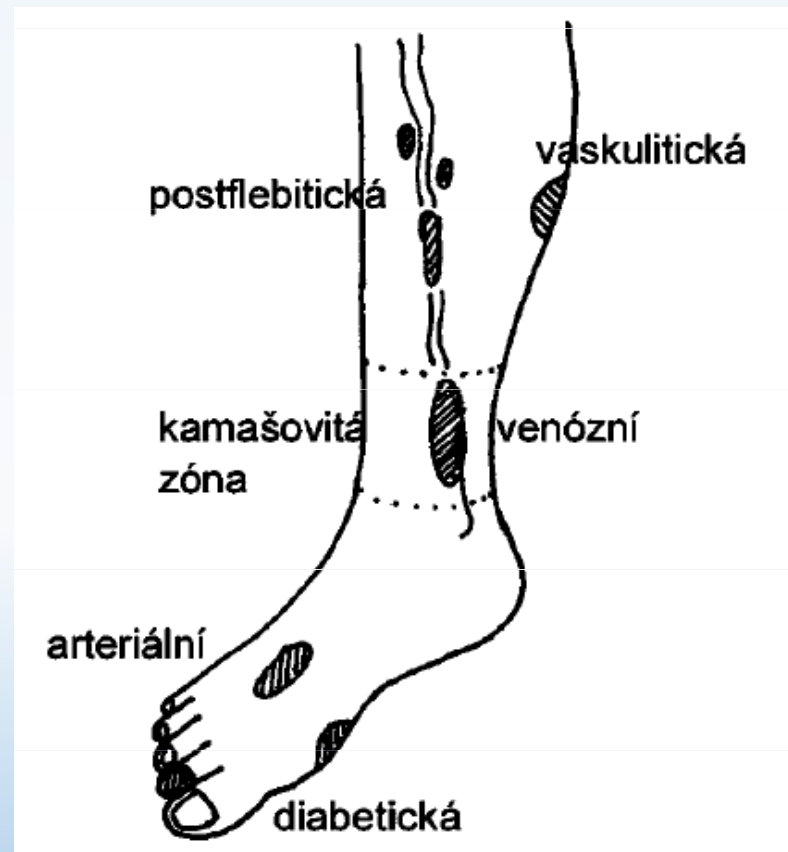 vaskulitická
postflebitická
kamašovitá
zóna
venózní
arteriální
diabetická